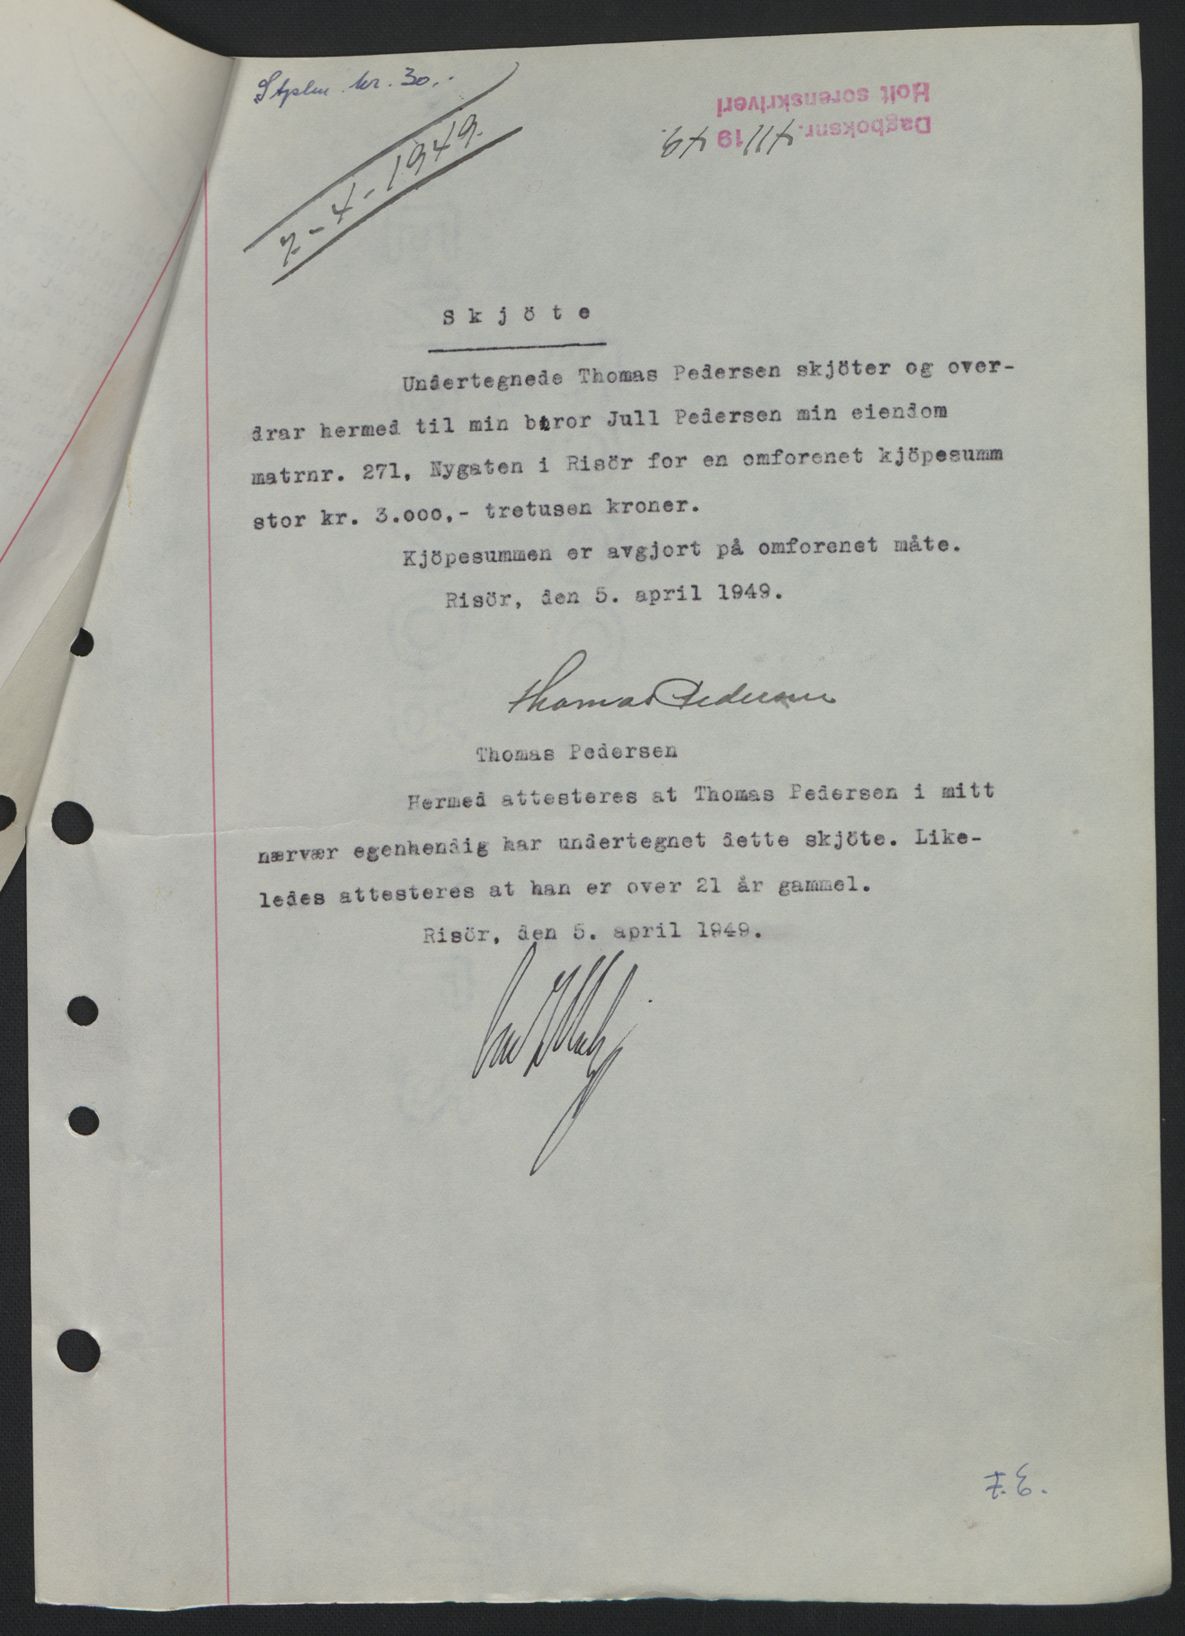 Stplm. kr. 30.-
7-4-1949.
Holt sorenskriveri
Dagboksnr. 411 1949.
Skjöte
Undertegnede Thomas Pedersen skjöter og over-
drar hermed til min broror Jull Pedersen min eiendom
matrnr. 271, Nygaten i Risör for en omforenet kjöpesumm
stor kr. 3.000,- tretusen kroner.
Kjöpesummen er avgjort på omforenet måte.
Risör, den 5. april 1949.
Thomas Pedersen
Thomas Pedersen
Hermed attesteres at Thomas Pedersen i mitt
nærvær egenhendig har undertegnet dette skjöte. Like-
ledes attesteres at han er over 21 år gammel.
Risör, den 5. april 1949.